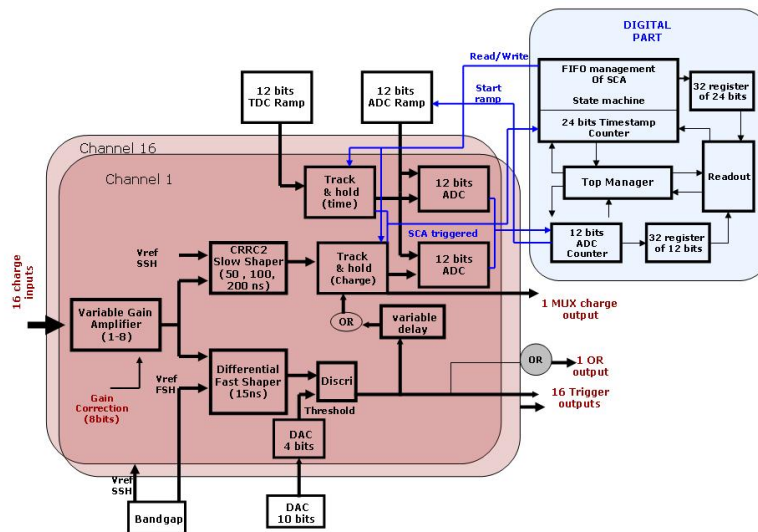 DIGITAL
PART
Read/Write
12 bits
TDC Ramp
12 bits
ADC Ramp
Start
ramp
FIFO management
Of SCA
State machine
24 bits Timestamp
Counter
32 register
of 24 bits
Channel 16
Channel 1
Track
& hold
(time)
12 bits
ADC
Top Manager
Readout
SCA triggered
12 bits
ADC
Counter
32 register
of 12 bits
Vref
SSH
CRRC2
Slow Shaper
(50 , 100,
200 ns)
Track
& hold
(Charge)
12 bits
ADC
16 charge
inputs
Variable Gain
Amplifier
(1-8)
OR
variable
delay
1 MUX charge
output
Gain
Correction
(8bits)
Vref
FSH
Differential
Fast Shaper
(15ns)
Discri
OR
1 OR
output
16 Trigger
outputs
Threshold
DAC
4 bits
Vref
SSH
Bandgap
DAC
10 bits